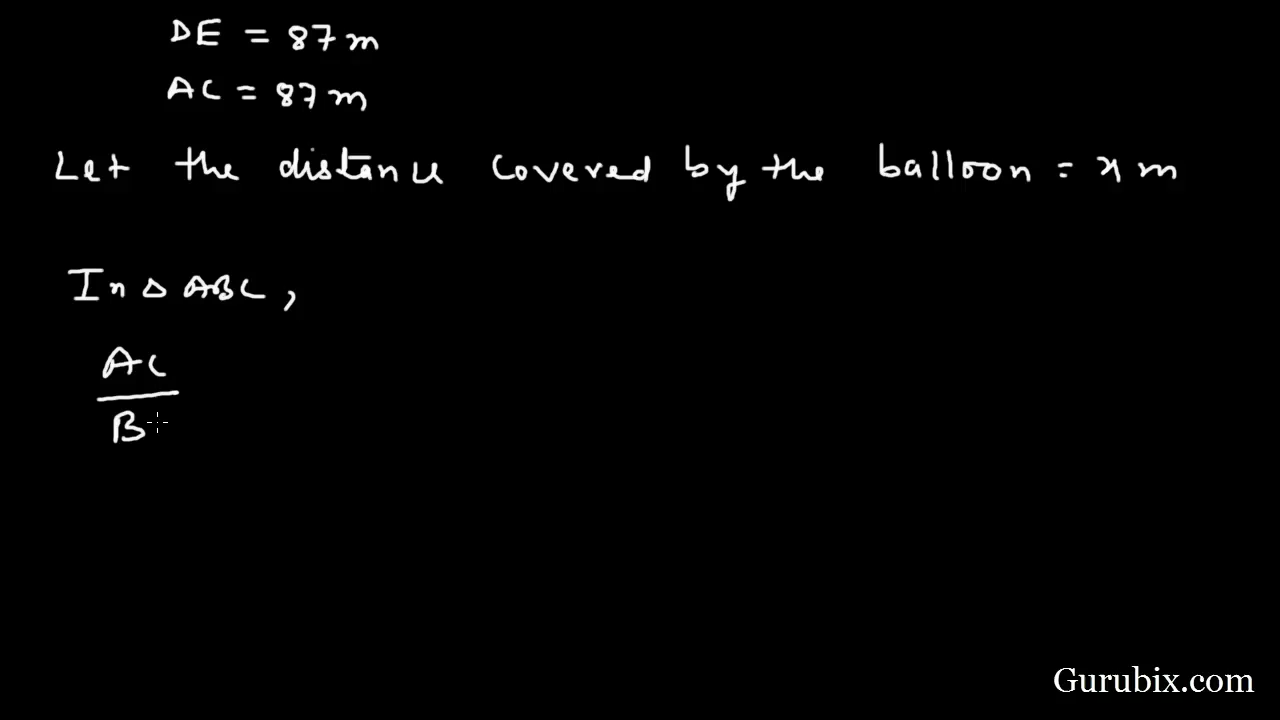 DE = 87 m
AC = 87 m
Let the distance covered by the balloon = x m
In △ ABC,
AC
B
Gurubix.com